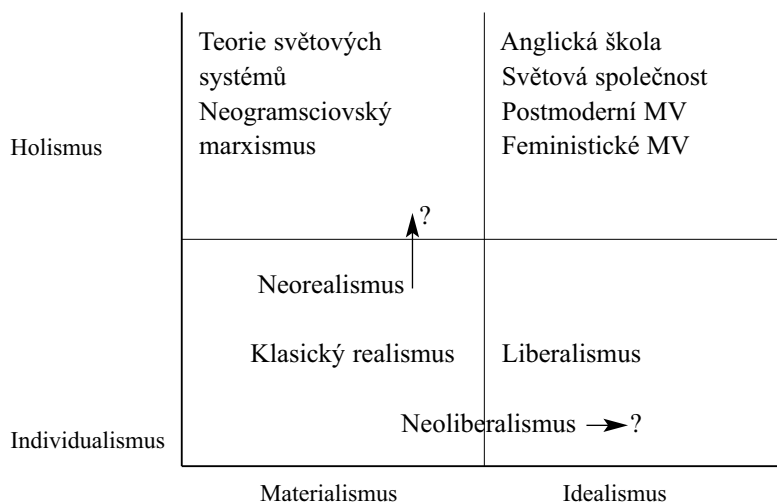 Teorie světových
systémů
Neogramsciovský
marxismus
Anglická škola
Světová společnost
Postmoderní MV
Feministické MV
Holismus
?
Neorealismus
Klasický realismus
Liberalismus
Neoliberalismus
?
Individualismus
Materialismus
Idealismus